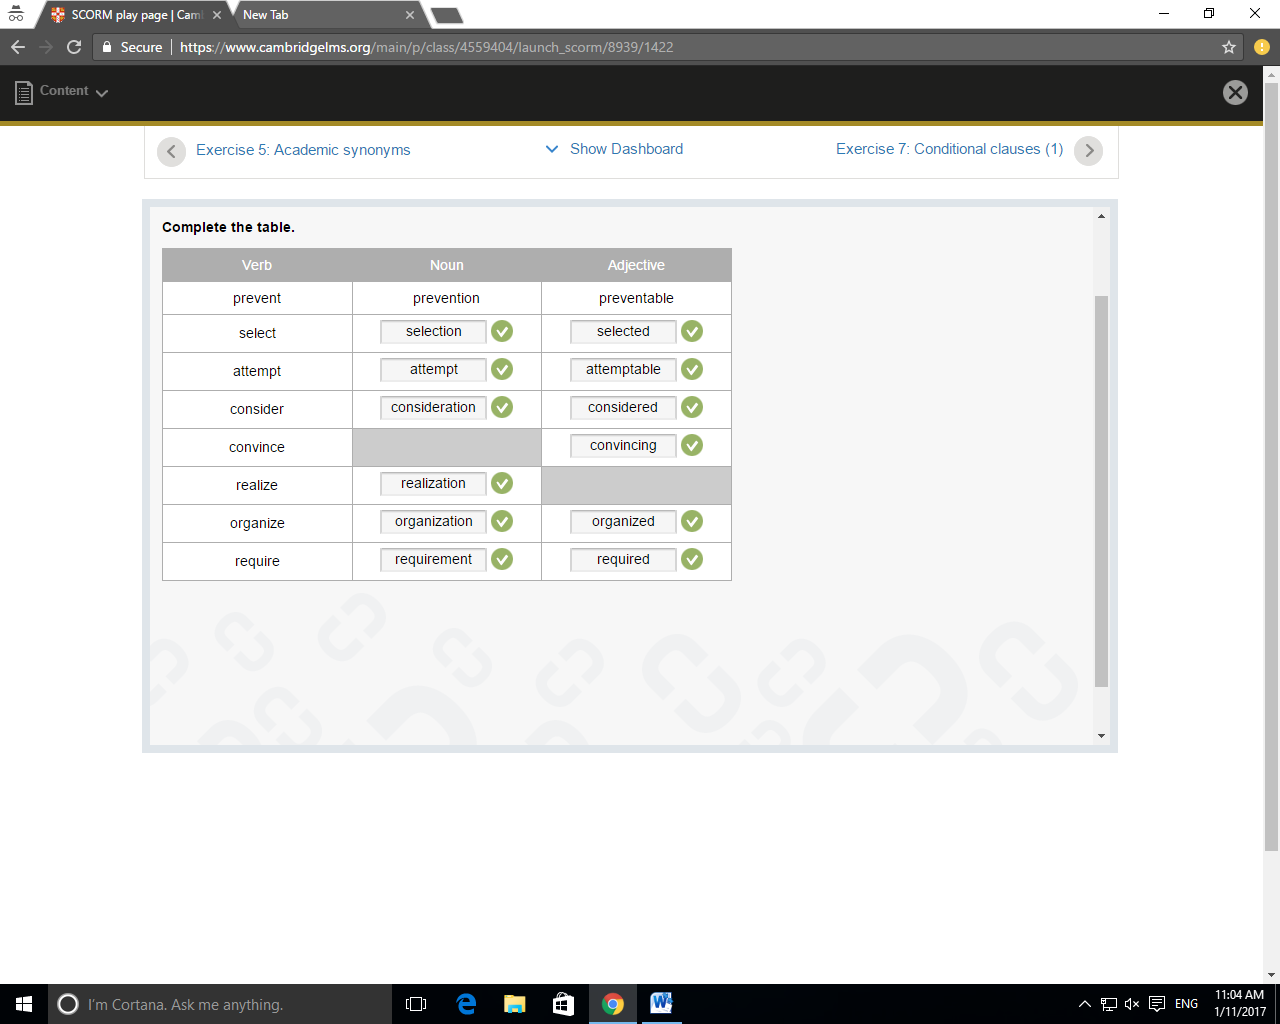 SCORM play page | Cam
New Tab
Secure | https://www.cambridgelms.org/main/p/class/4559404/launch_scorm/8939/1422
Content
Exercise 5: Academic synonyms
Show Dashboard
Exercise 7: Conditional clauses (1)
Complete the table.
Verb Noun Adjective
prevent prevention preventable
select selection selected
attempt attempt attemptable
consider consideration considered
convince convincing
realize realization
organize organization organized
require requirement required
I'm Cortana. Ask me anything.
ENG
11:04 AM
1/11/2017